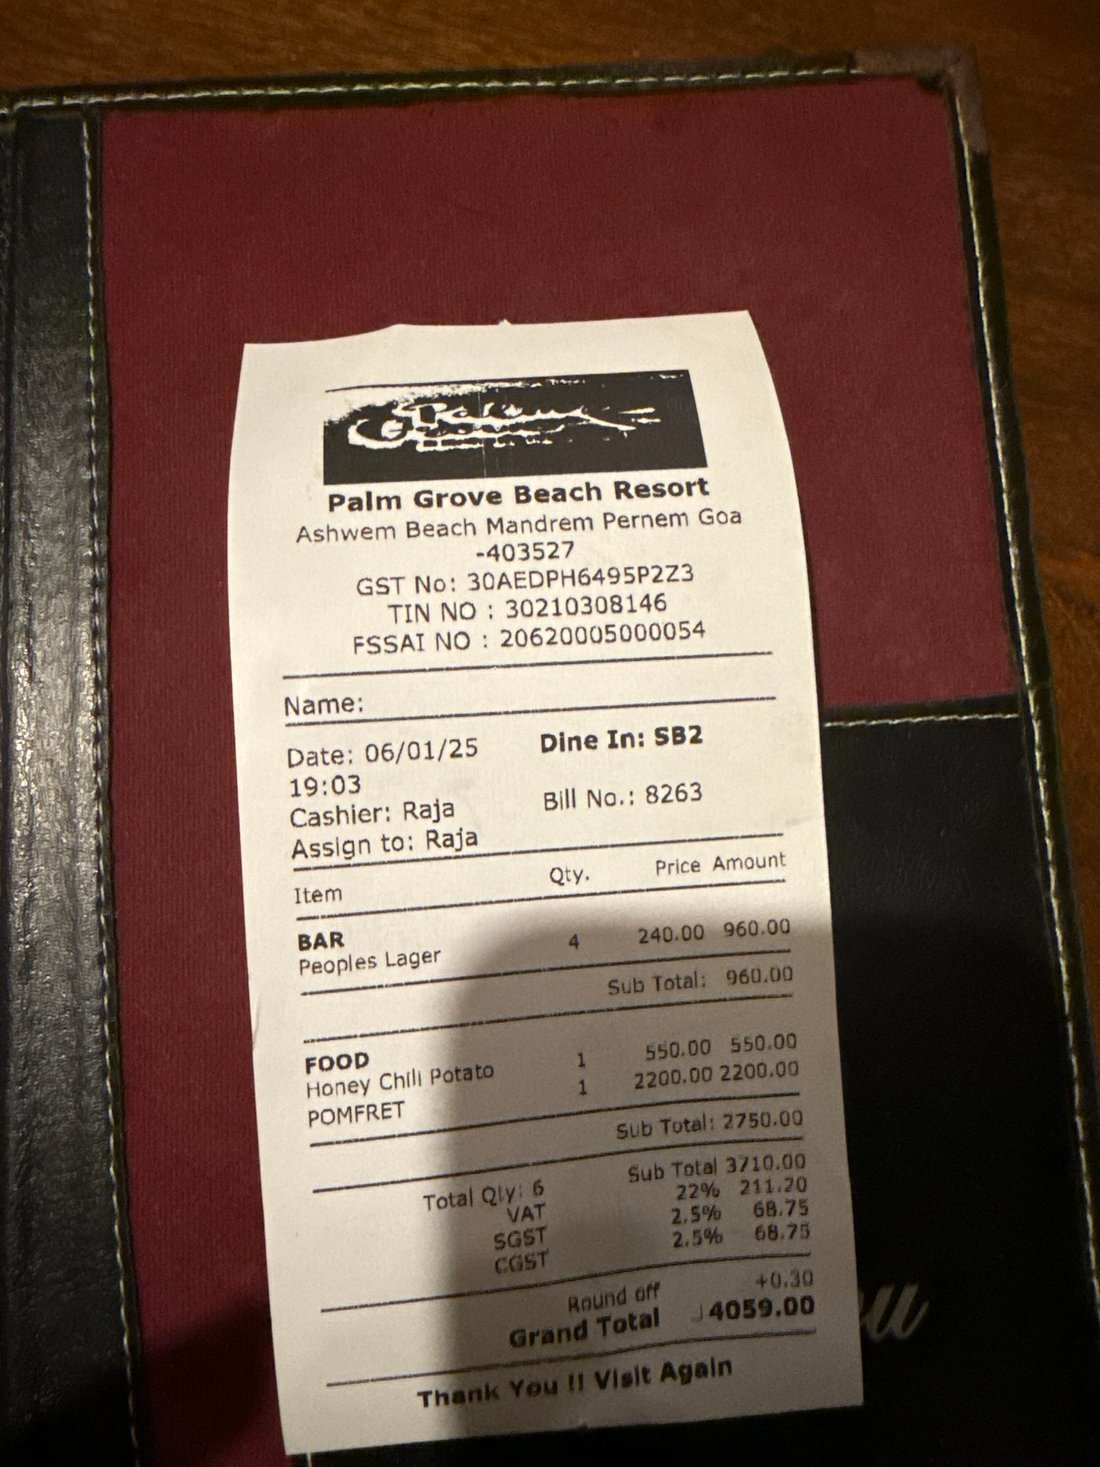 Palm Grove Beach Resort
Ashwem Beach Mandrem Pernem Goa
-403527
GST No: 30AEDPH6495P2Z3
TIN NO : 30210308146
FSSAI NO : 20620005000054
Name:
Date: 06/01/25 Dine In: SB2
19:03
Cashier: Raja Bill No.: 8263
Assign to: Raja
Item Qty. Price Amount
BAR
Peoples Lager 4 240.00 960.00
Sub Total: 960.00
FOOD
Honey Chili Potato 1 550.00 550.00
POMFRET 1 2200.00 2200.00
Sub Total: 2750.00
Total Qty: 6 Sub Total 3710.00
VAT 22% 211.20
SGST 2.5% 68.75
CGST 2.5% 68.75
Round off +0.30
Grand Total 4059.00
Thank You !! Visit Again